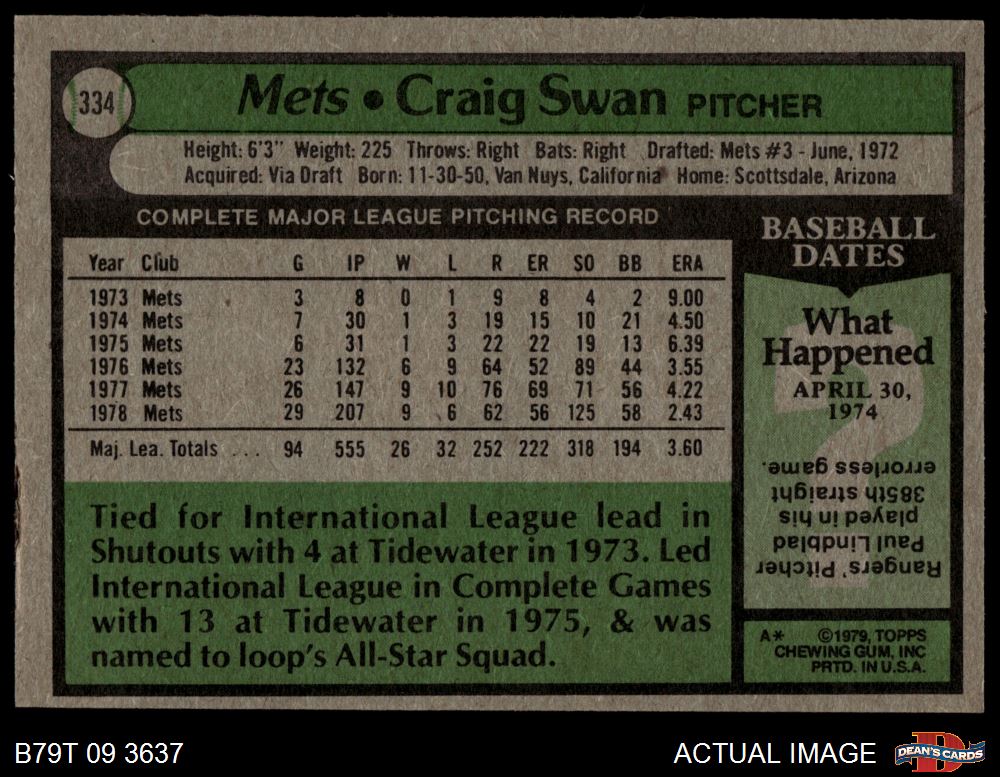 334
Mets • Craig Swan PITCHER
Height: 6'3" Weight: 225 Throws: Right Bats: Right Drafted: Mets #3 - June, 1972
Acquired: Via Draft Born: 11-30-50, Van Nuys, California Home: Scottsdale, Arizona
COMPLETE MAJOR LEAGUE PITCHING RECORD
Year Club G IP W L R ER SO BB ERA
1973 Mets 3 8 0 1 9 8 4 2 9.00
1974 Mets 7 30 1 3 19 15 10 21 4.50
1975 Mets 6 31 1 3 22 22 19 13 6.39
1976 Mets 23 132 6 9 64 52 89 44 3.55
1977 Mets 26 147 9 10 76 69 71 56 4.22
1978 Mets 29 207 9 6 62 56 125 58 2.43
Maj. Lea. Totals ... 94 555 26 32 252 222 318 194 3.60
Tied for International League lead in
Shutouts with 4 at Tidewater in 1973. Led
International League in Complete Games
with 13 at Tidewater in 1975, & was
named to loop's All-Star Squad.
BASEBALL
DATES
What
Happened
APRIL 30,
1974
Rangers' Pitcher
Paul Lindblad
played in his
385th straight
errorless game.
A* ©1979, TOPPS
CHEWING GUM, INC
PRTD. IN U.S.A.
B79T 09 3637
ACTUAL IMAGE
D
DEAN'S CARDS